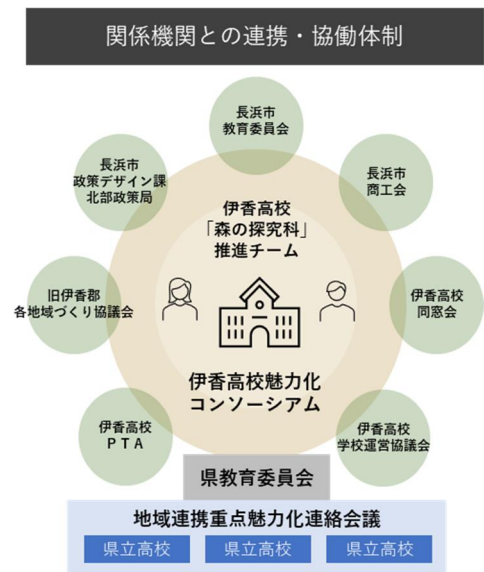 関係機関との連携・協働体制
長浜市
教育委員会
長浜市
政策デザイン課
北部政策局
長浜市
商工会
伊香高校
「森の探究科」
推進チーム
旧伊香郡
各地域づくり協議会
伊香高校
同窓会
伊香高校魅力化
コンソーシアム
伊香高校
ＰＴＡ
伊香高校
学校運営協議会
県教育委員会
地域連携重点魅力化連絡会議
県立高校
県立高校
県立高校